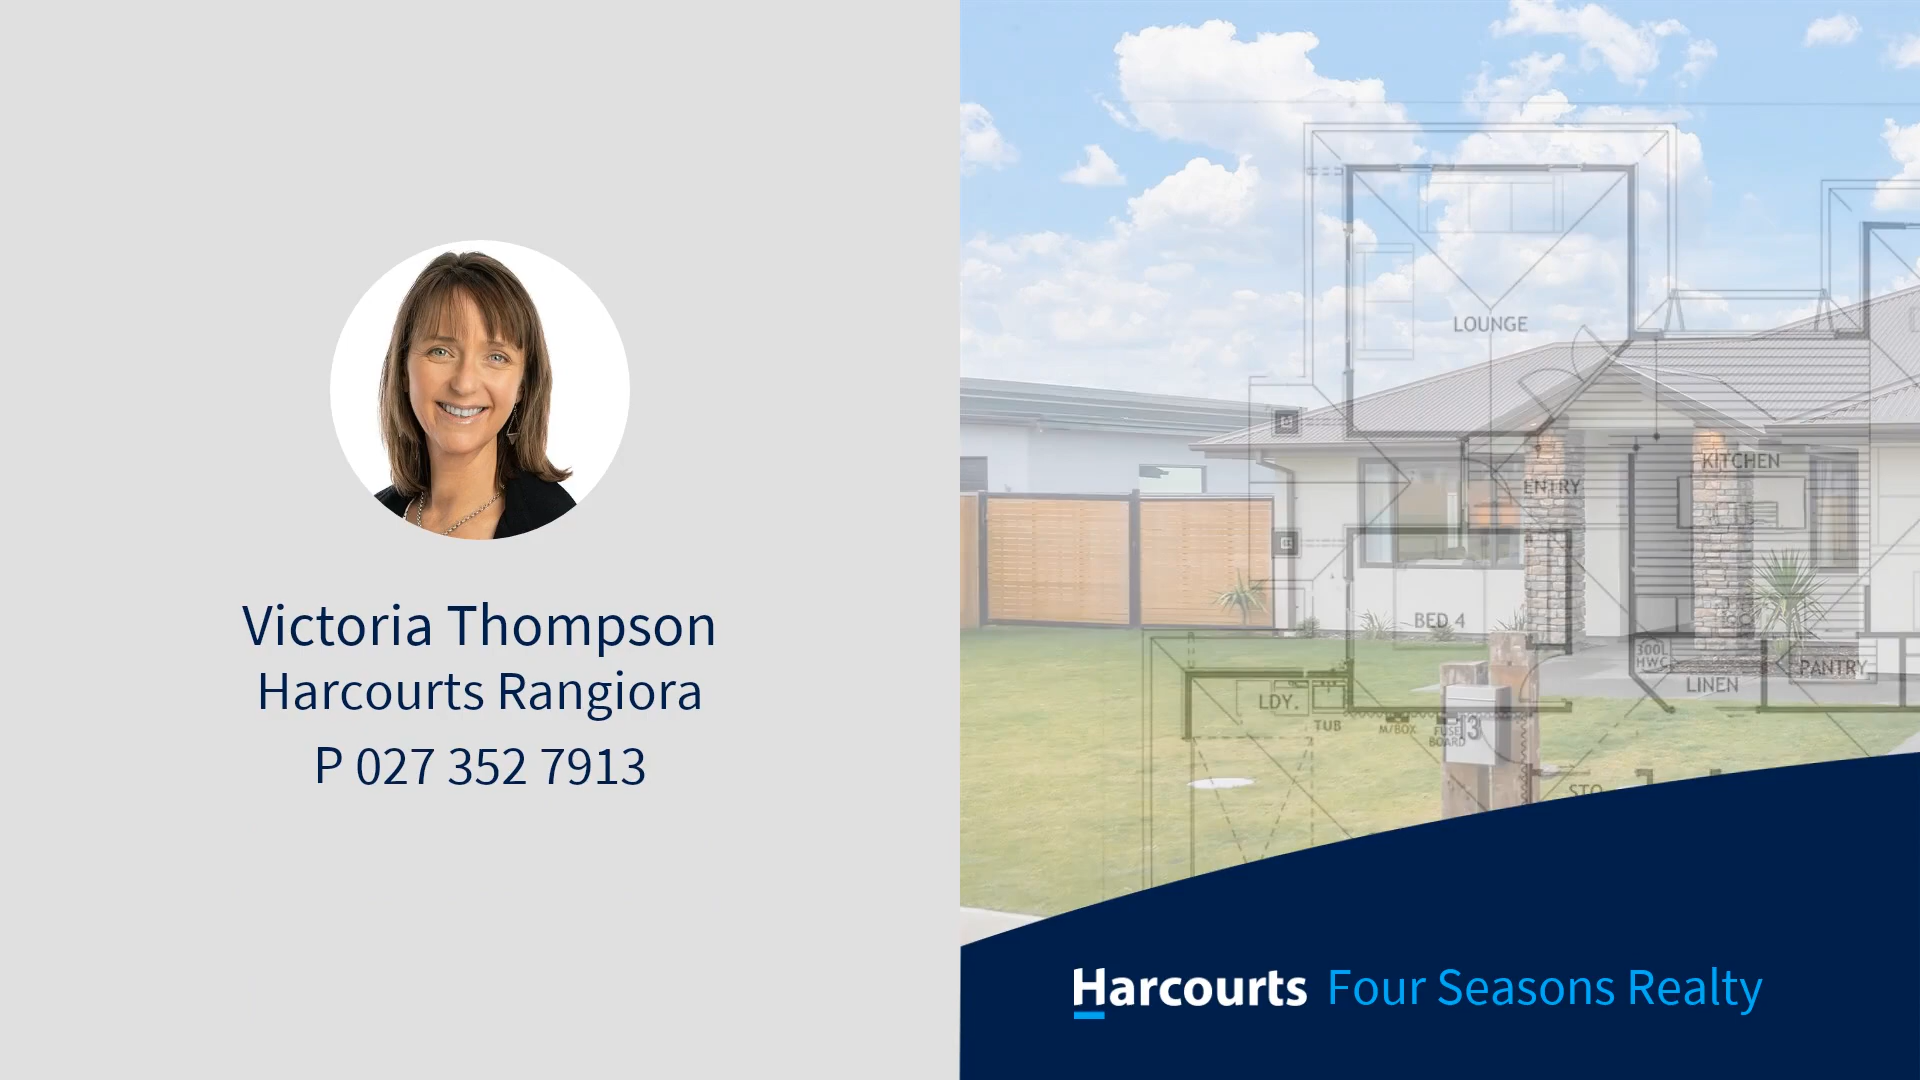 Victoria Thompson
Harcourts Rangiora
P 027 352 7913
LOUNGE
KITCHEN
ENTRY
BED 4
300L
HWC
PANTRY
LINEN
LDY.
TUB
M/BOX
FUSE
BOARD
13
STO
Harcourts Four Seasons Realty